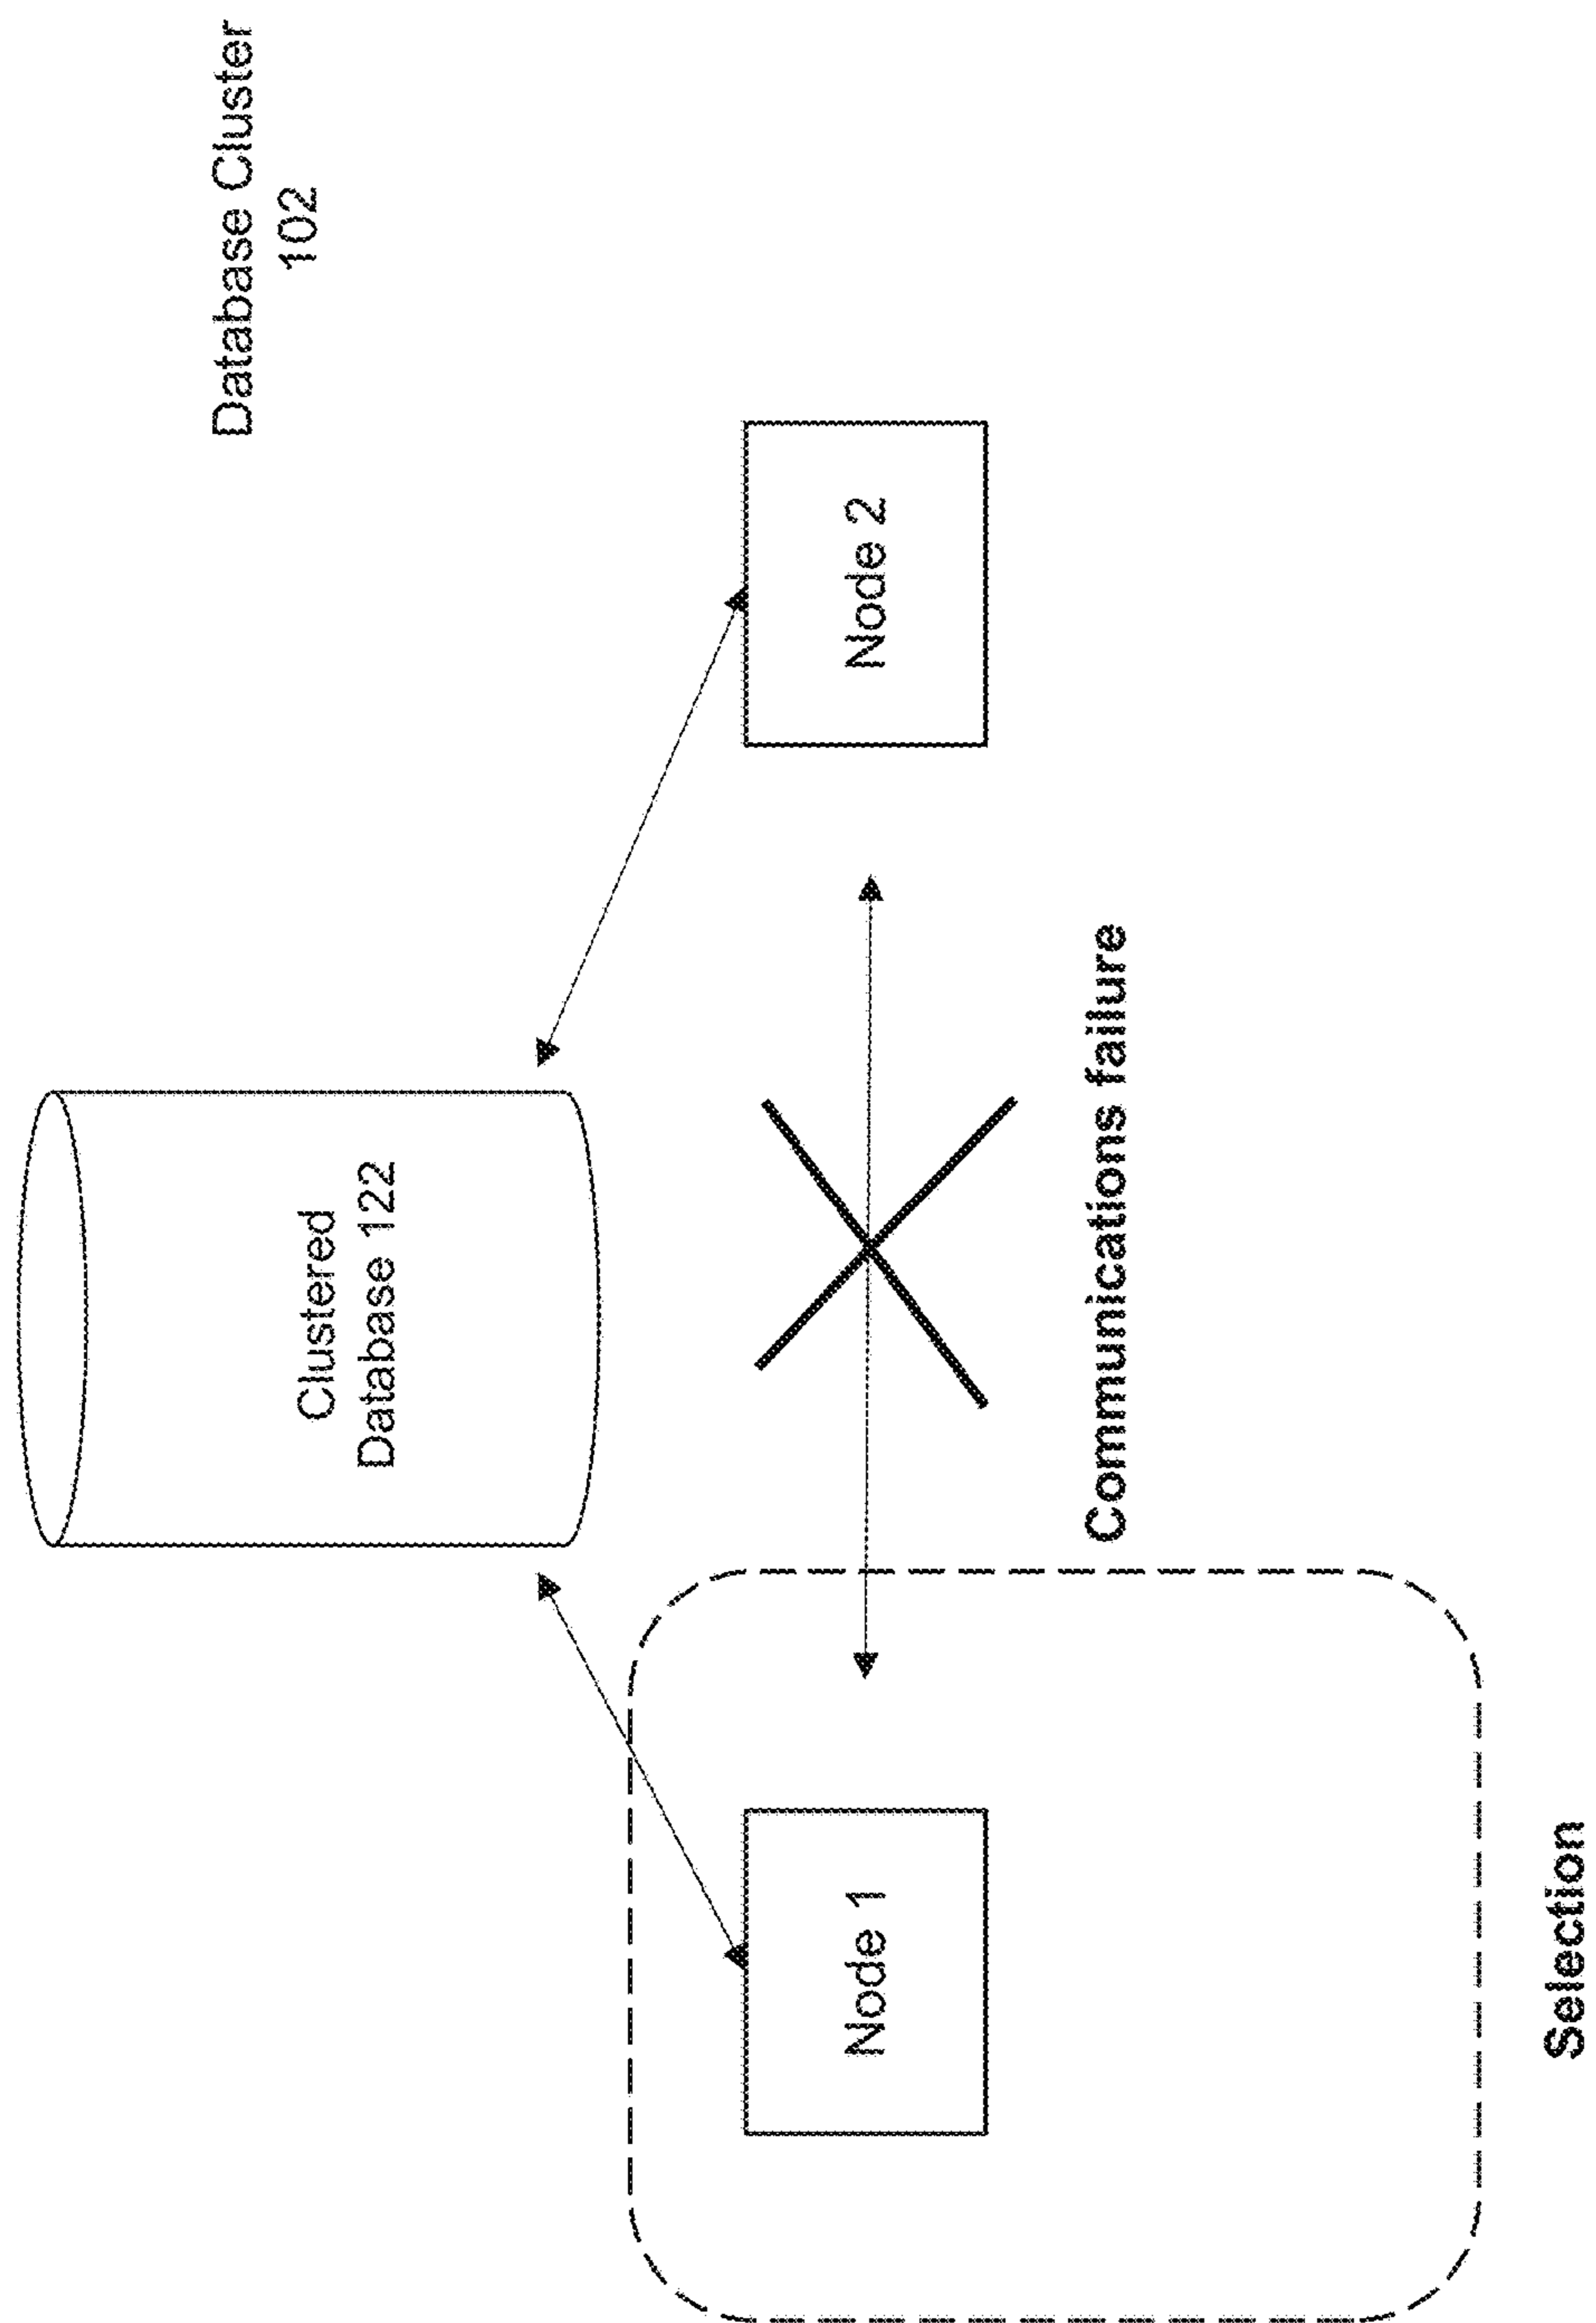 Database Cluster
102
Clustered
Database 122
Node 1
Node 2
Communications failure
Selection